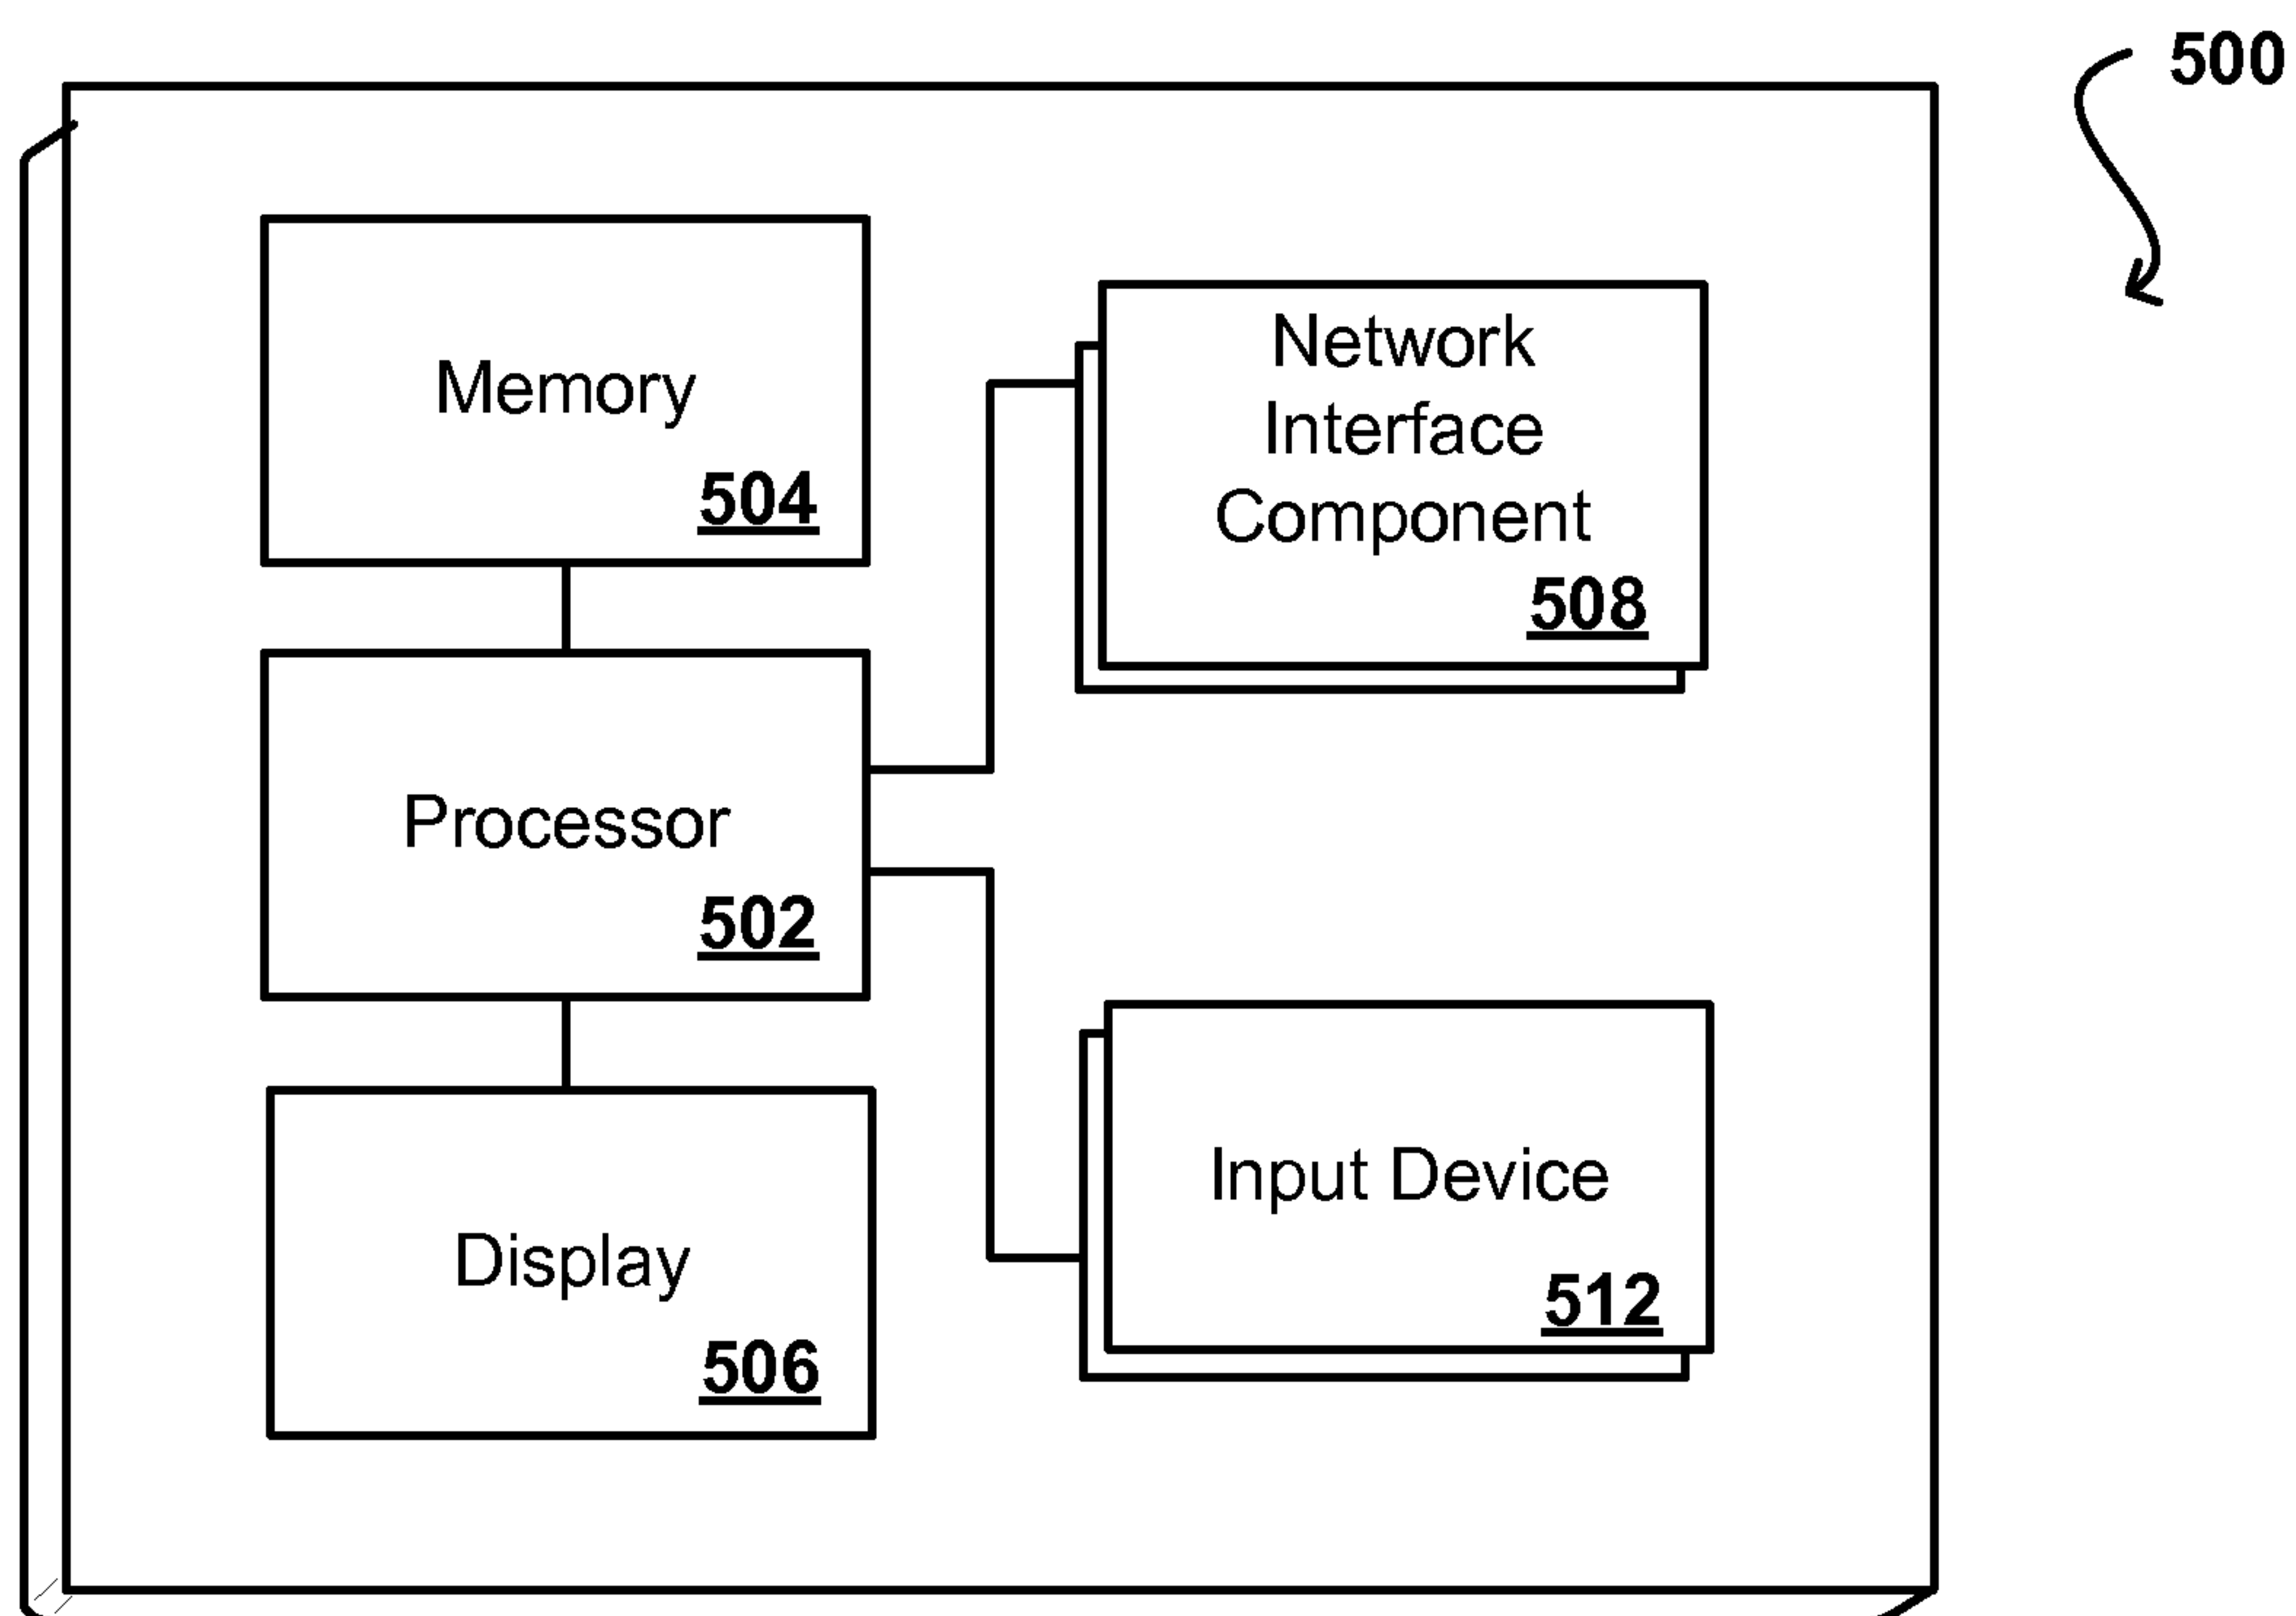 500
Memory
504
Network
Interface
Component
508
Processor
502
Input Device
512
Display
506